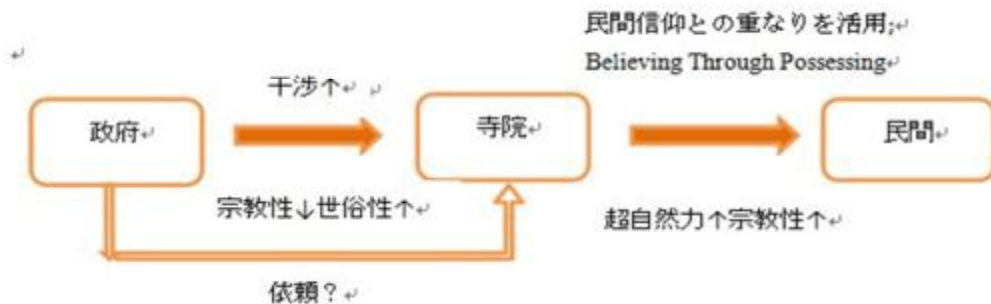 民間信仰との重なりを活用;
Believing Through Possessing
干渉↑
政府
寺院
民間
宗教性↓世俗性↑
超自然力↑宗教性↑
依頼？